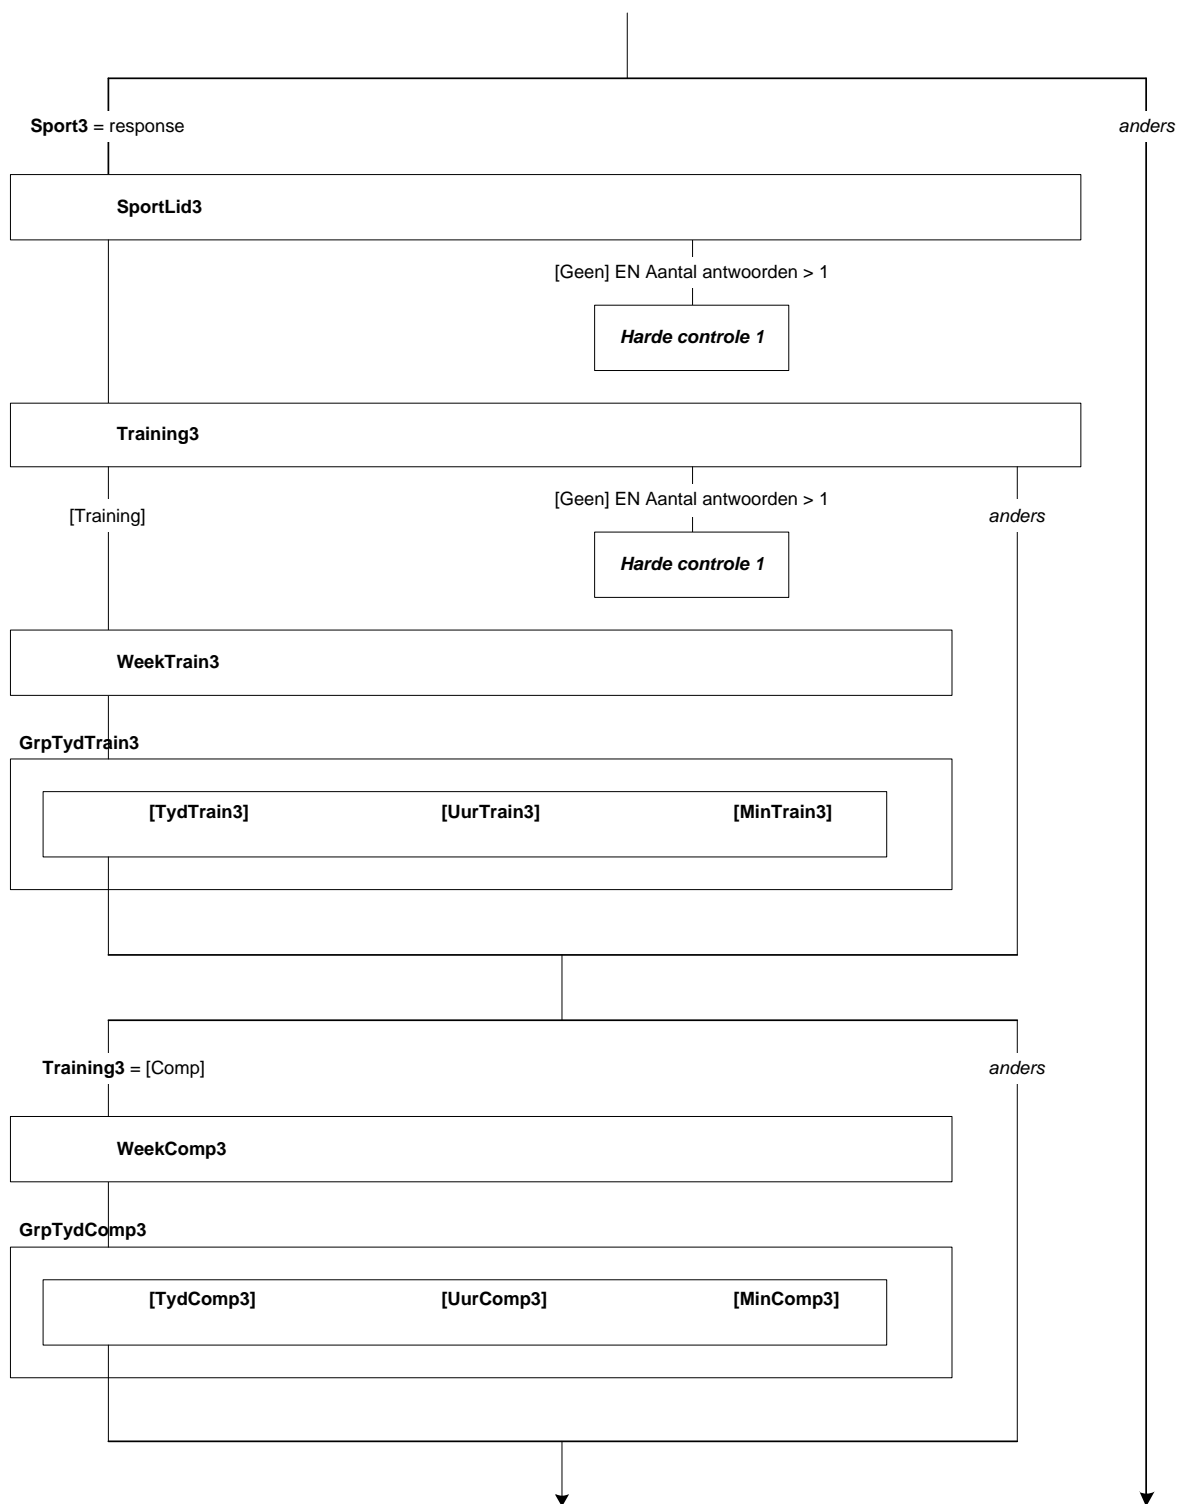 Sport3 = response
anders
SportLid3
[Geen] EN Aantal antwoorden > 1
Harde controle 1
Training3
[Training]
[Geen] EN Aantal antwoorden > 1
anders
Harde controle 1
WeekTrain3
GrpTydTrain3
[TydTrain3] [UurTrain3] [MinTrain3]
Training3 = [Comp]
anders
WeekComp3
GrpTydComp3
[TydComp3] [UurComp3] [MinComp3]